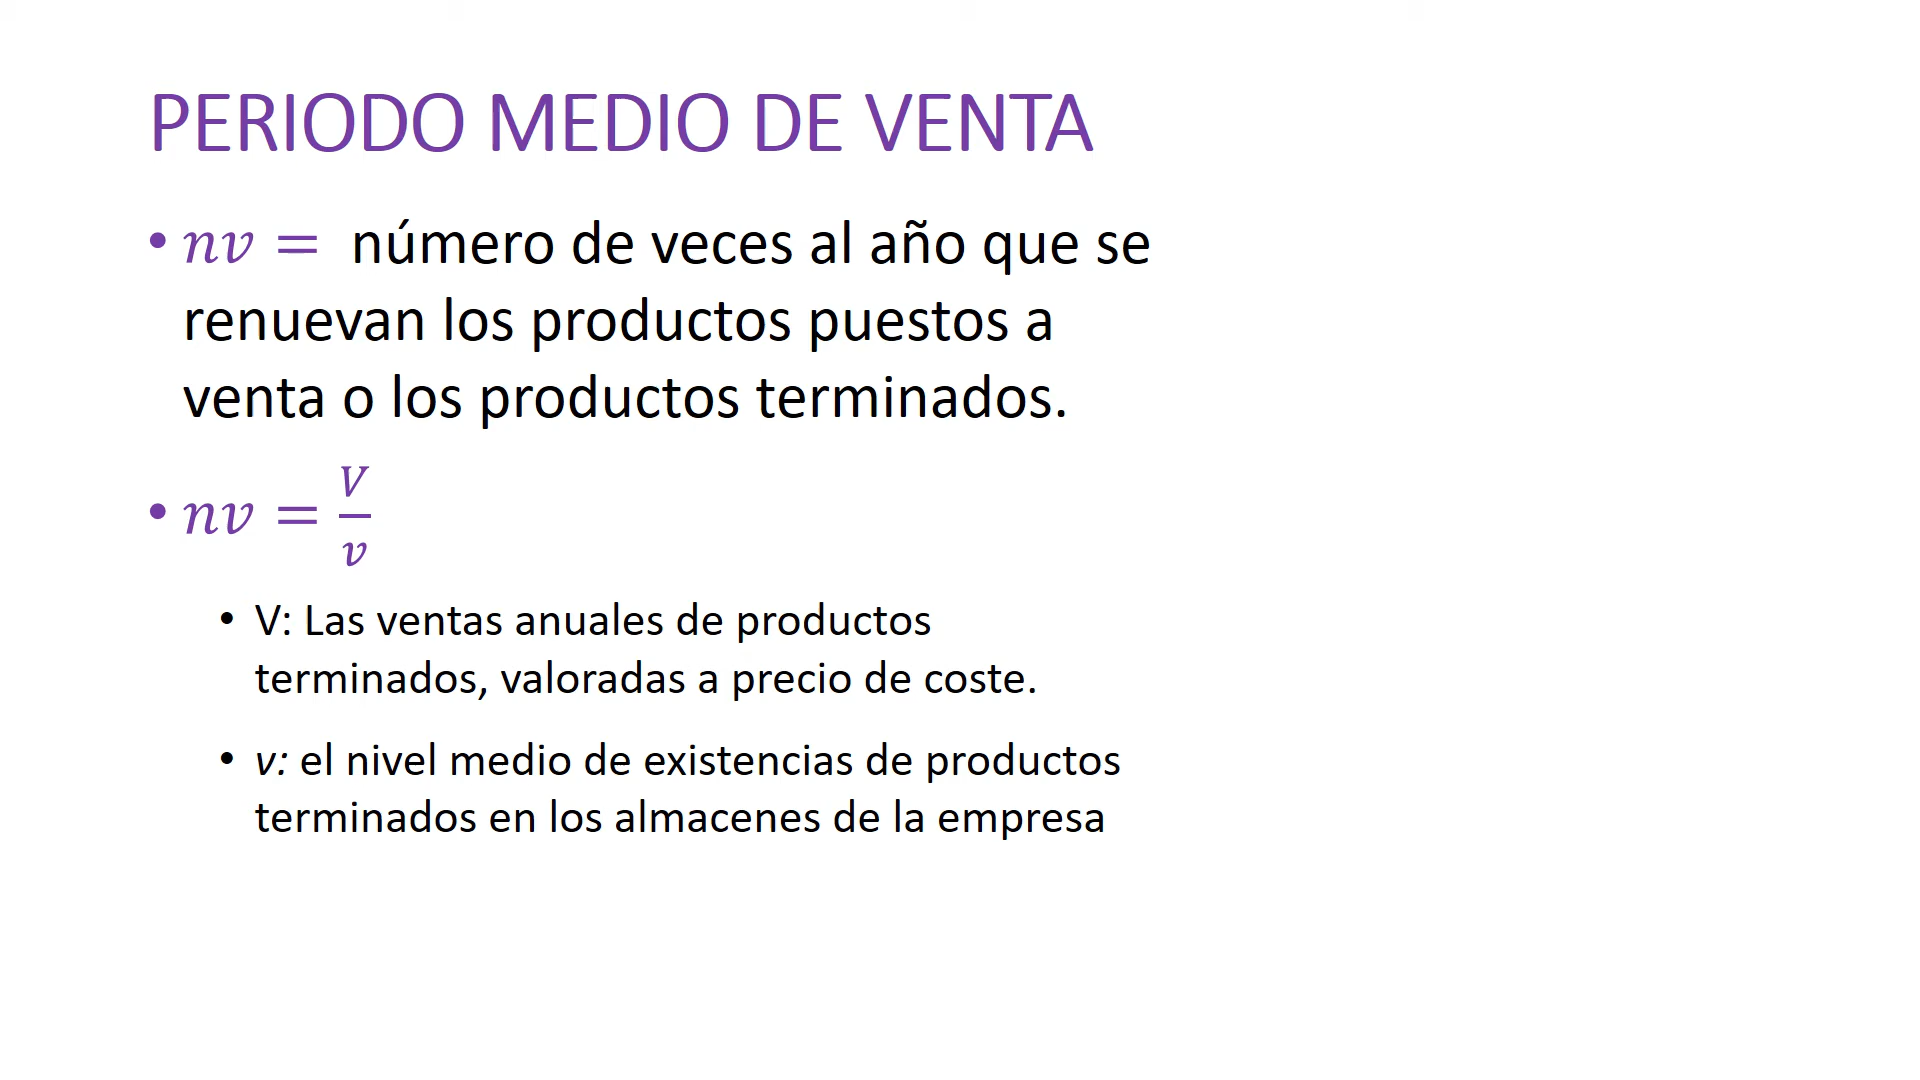 PERIODO MEDIO DE VENTA
• nv = número de veces al año que se
renuevan los productos puestos a
venta o los productos terminados.
• nv = V/v
• V: Las ventas anuales de productos
terminados, valoradas a precio de coste.
• v: el nivel medio de existencias de productos
terminados en los almacenes de la empresa